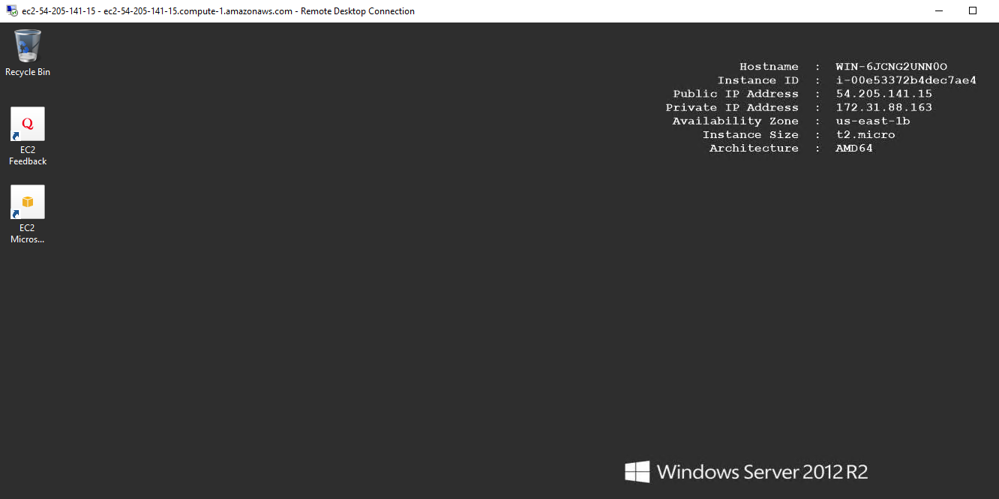 ec2-54-205-141-15 - ec2-54-205-141-15.compute-1.amazonaws.com - Remote Desktop Connection
Recycle Bin
Q
EC2
Feedback
EC2
Micros...
Hostname : WIN-6JCNG2UNN0O
Instance ID : i-00e53372b4dec7ae4
Public IP Address : 54.205.141.15
Private IP Address : 172.31.88.163
Availability Zone : us-east-1b
Instance Size : t2.micro
Architecture : AMD64
Windows Server 2012 R2